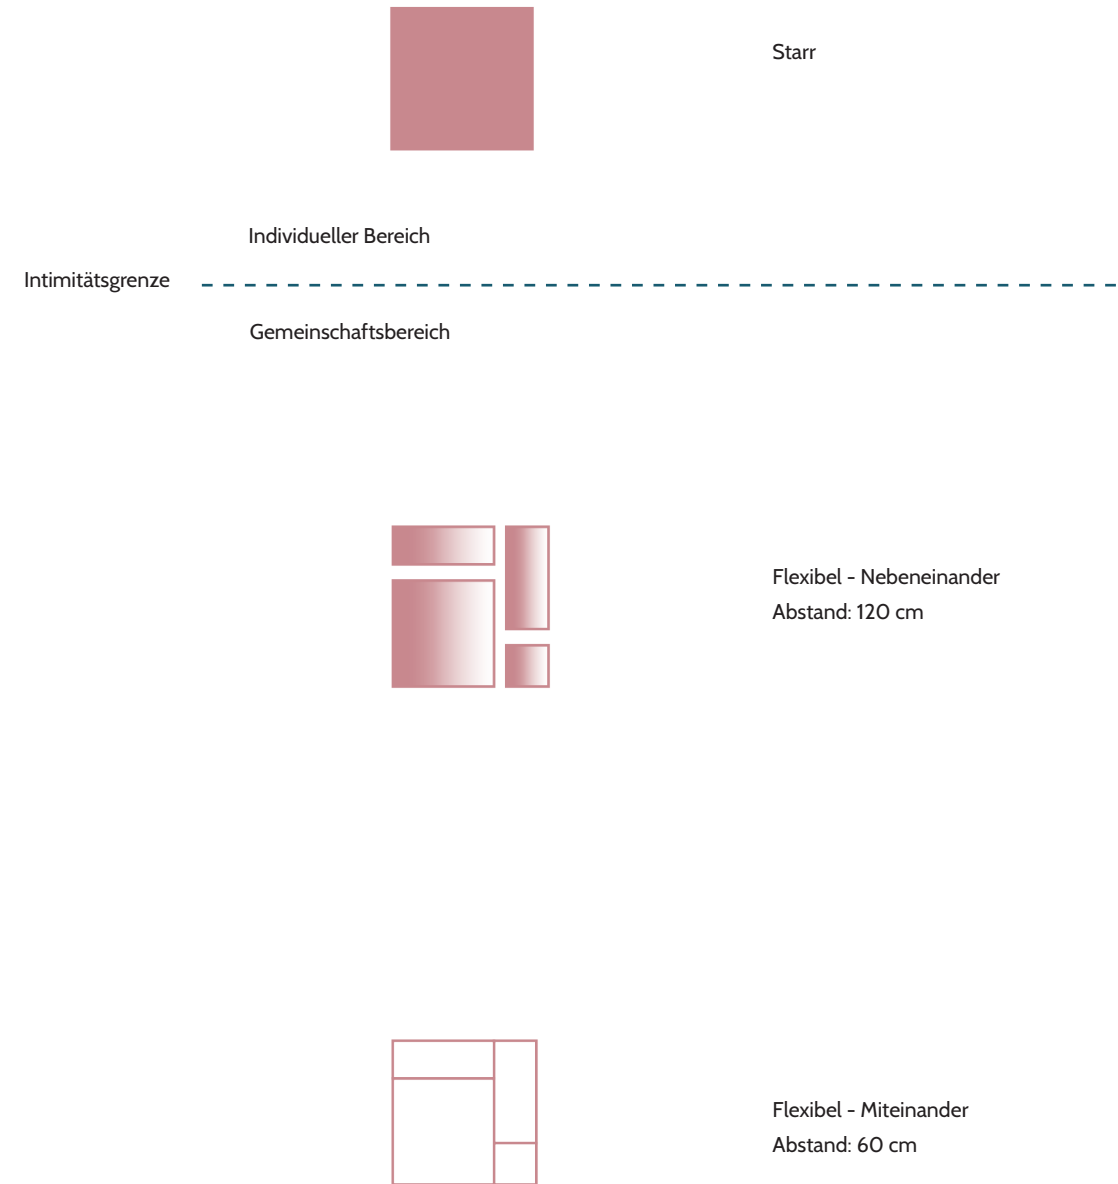 Starr
Individueller Bereich
Intimitätsgrenze
Gemeinschaftsbereich
Flexibel - Nebeneinander
Abstand: 120 cm
Flexibel - Miteinander
Abstand: 60 cm